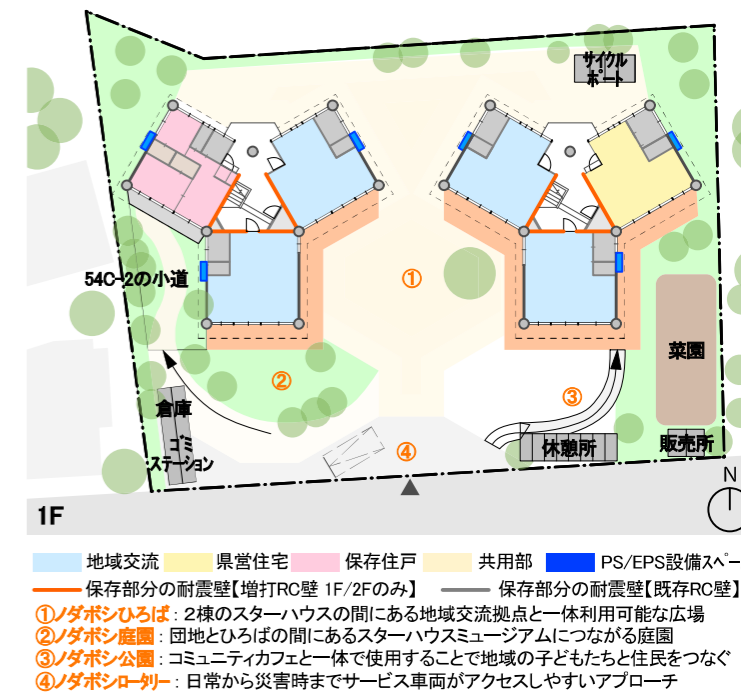 サイクル
ポート
54C-2の小道
①
菜園
②
③
倉庫
ゴミ
ステーション
④
休憩所
販売所
N
1F
地域交流 県営住宅 保存住戸 共用部 PS/EPS設備スペー
保存部分の耐震壁【増打RC壁 1F/2Fのみ】 保存部分の耐震壁【既存RC壁】
①ノダボシひろば：２棟のスターハウスの間にある地域交流拠点と一体利用可能な広場
②ノダボシ庭園：団地とひろばの間にあるスターハウスミュージアムにつながる庭園
③ノダボシ公園：コミュニティカフェと一体で使用することで地域の子どもたちと住民をつなぐ
④ノダボシロータリー：日常から災害時までサービス車両がアクセスしやすいアプローチ